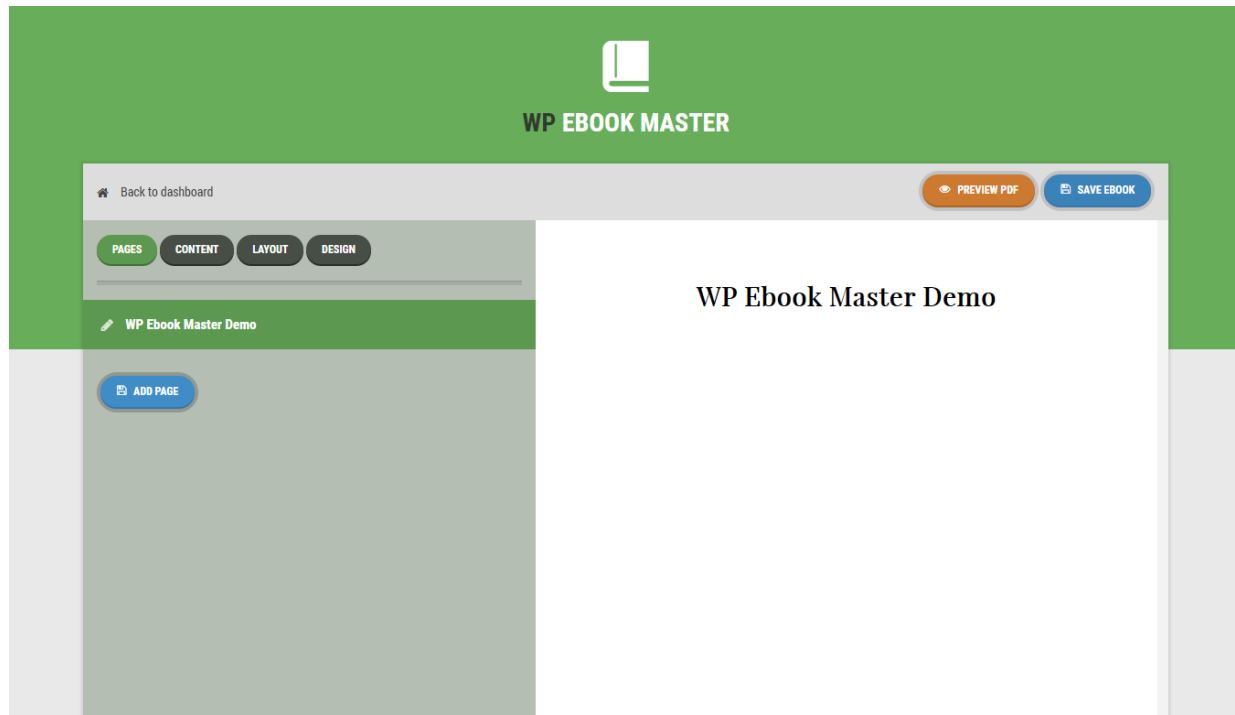 WP EBOOK MASTER
Back to dashboard
PREVIEW PDF
SAVE EBOOK
PAGES
CONTENT
LAYOUT
DESIGN
WP Ebook Master Demo
ADD PAGE
WP Ebook Master Demo